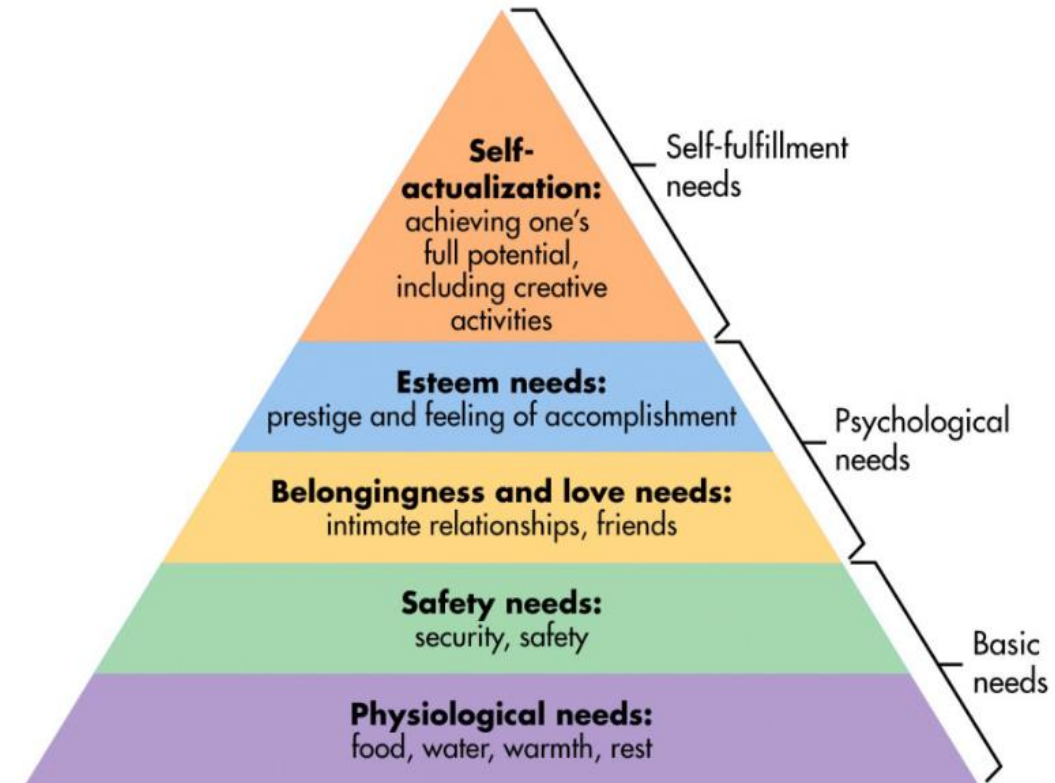 Self-
actualization:
achieving one's
full potential,
including creative
activities
Self-fulfillment
needs
Esteem needs:
prestige and feeling of accomplishment
Psychological
needs
Belongingness and love needs:
intimate relationships, friends
Safety needs:
security, safety
Basic
needs
Physiological needs:
food, water, warmth, rest